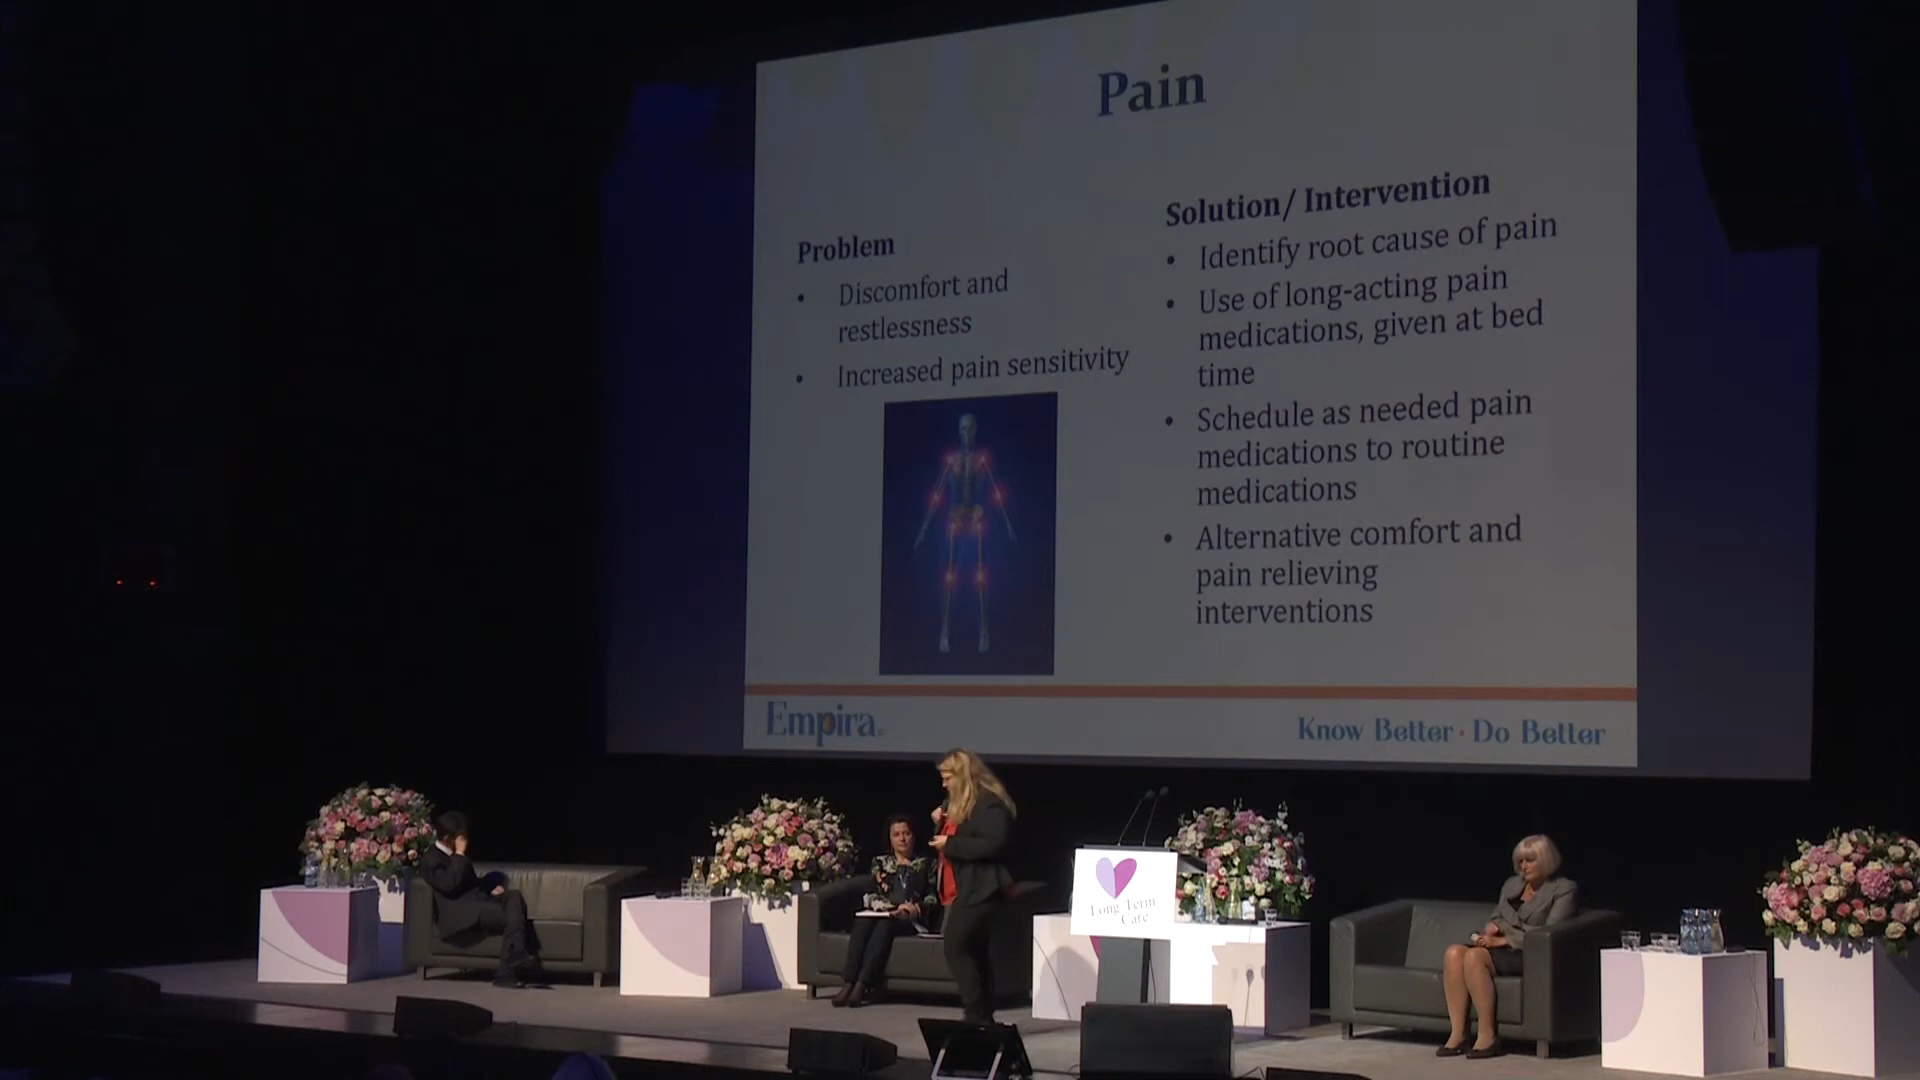 Pain
Problem
• Discomfort and
restlessness
• Increased pain sensitivity
Solution/ Intervention
• Identify root cause of pain
• Use of long-acting pain
medications, given at bed
time
• Schedule as needed pain
medications to routine
medications
• Alternative comfort and
pain relieving
interventions
Empira
Know Better · Do Better
Long Term
Care